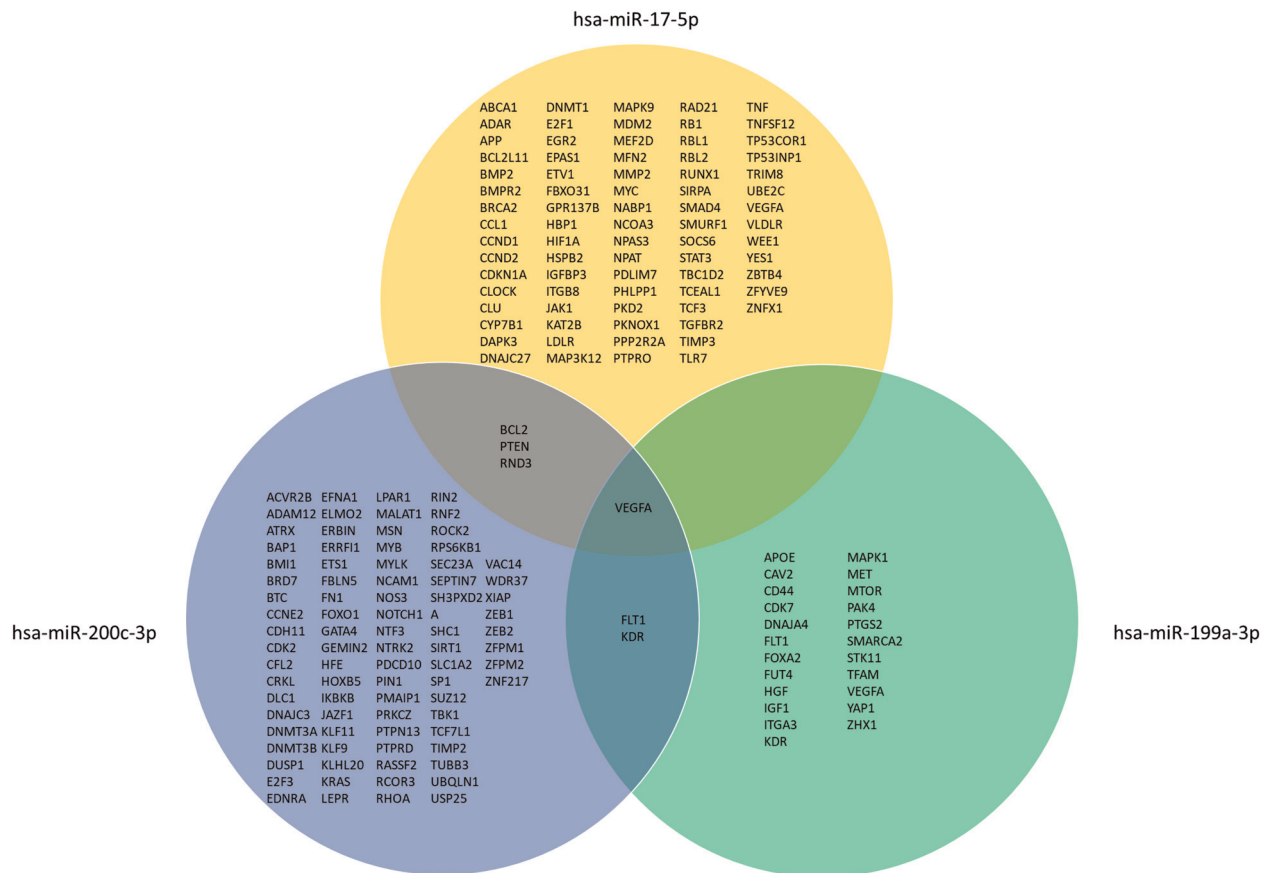 hsa-miR-17-5p
ABCA1 DNMT1 MAPK9 RAD21 TNF
ADAR E2F1 MDM2 RB1 TNFSF12
APP EGR2 MEF2D RBL1 TP53COR1
BCL2L11 EPAS1 MFN2 RBL2 TP53INP1
BMP2 ETV1 MMP2 RUNX1 TRIM8
BMPR2 FBXO31 MYC SIRPA UBE2C
BRCA2 GPR137B NABP1 SMAD4 VEGFA
CCL1 HBP1 NCOA3 SMURF1 VLDLR
CCND1 HIF1A NPAS3 SOCS6 WEE1
CCND2 HSPB2 NPAT STAT3 YES1
CDKN1A IGFBP3 PDLIM7 TBC1D2 ZBTB4
CLOCK ITGB8 PHLPP1 TCEAL1 ZFYVE9
CLU JAK1 PKD2 TCF3 ZNFX1
CYP7B1 KAT2B PKNOX1 TGFBR2
DAPK3 LDLR PPP2R2A TIMP3
DNAJC27 MAP3K12 PTPRO TLR7
BCL2
PTEN
RND3
VEGFA
FLT1
KDR
hsa-miR-200c-3p
ACVR2B EFNA1 LPAR1 RIN2
ADAM12 ELMO2 MALAT1 RNF2
ATRX ERBIN MSN ROCK2
BAP1 ERRFI1 MYB RPS6KB1
BMI1 ETS1 MYLK SEC23A VAC14
BRD7 FBLN5 NCAM1 SEPTIN7 WDR37
BTC FN1 NOS3 SH3PXD2 XIAP
CCNE2 FOXO1 NOTCH1 A ZEB1
CDH11 GATA4 NTF3 SHC1 ZEB2
CDK2 GEMIN2 NTRK2 SIRT1 ZFPM1
CFL2 HFE PDCD10 SLC1A2 ZFPM2
CRKL HOXB5 PIN1 SP1 ZNF217
DLC1 IKBKB PMAIP1 SUZ12
DNAJC3 JAZF1 PRKCZ TBK1
DNMT3A KLF11 PTPN13 TCF7L1
DNMT3B KLF9 PTPRD TIMP2
DUSP1 KLHL20 RASSF2 TUBB3
E2F3 KRAS RCOR3 UBQLN1
EDNRA LEPR RHOA USP25
hsa-miR-199a-3p
APOE MAPK1
CAV2 MET
CD44 MTOR
CDK7 PAK4
DNAJA4 PTGS2
FLT1 SMARCA2
FOXA2 STK11
FUT4 TFAM
HGF VEGFA
IGF1 YAP1
ITGA3 ZHX1
KDR